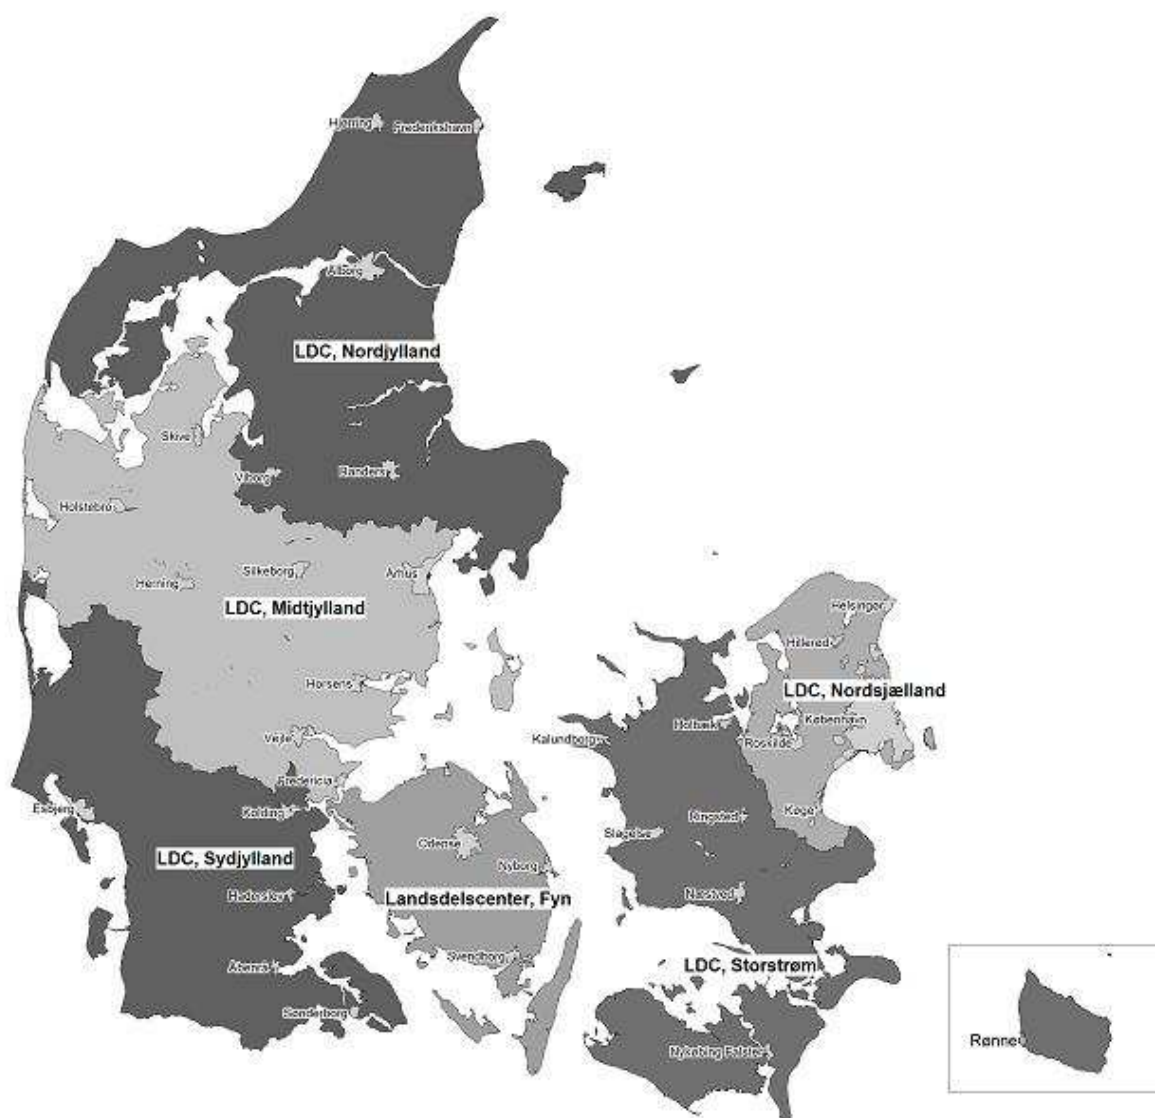 Hjørring
Frederikshavn
Ålborg
LDC, Nordjylland
Skive
Viborg
Randers
Holstebro
Herning
Silkeborg
Århus
LDC, Midtjylland
Helsingør
Hillerød
LDC, Nordsjælland
Horsens
København
Holbæk
Kalundborg
Roskilde
Vejle
Fredericia
Esbjerg
Kolding
Ringsted
Køge
Slagelse
Odense
LDC, Sydjylland
Nyborg
Haderslev
Landsdelscenter, Fyn
Næstved
Svendborg
LDC, Storstrøm
Åbenrå
Sønderborg
Nykøbing Falster
Rønne